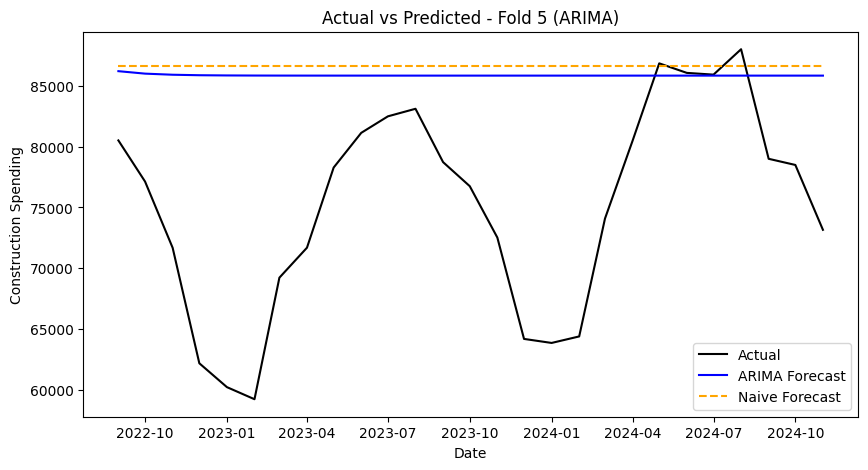 Actual vs Predicted - Fold 5 (ARIMA)
Construction Spending
85000
80000
75000
70000
65000
60000
Actual
ARIMA Forecast
Naive Forecast
2022-10 2023-01 2023-04 2023-07 2023-10 2024-01 2024-04 2024-07 2024-10
Date